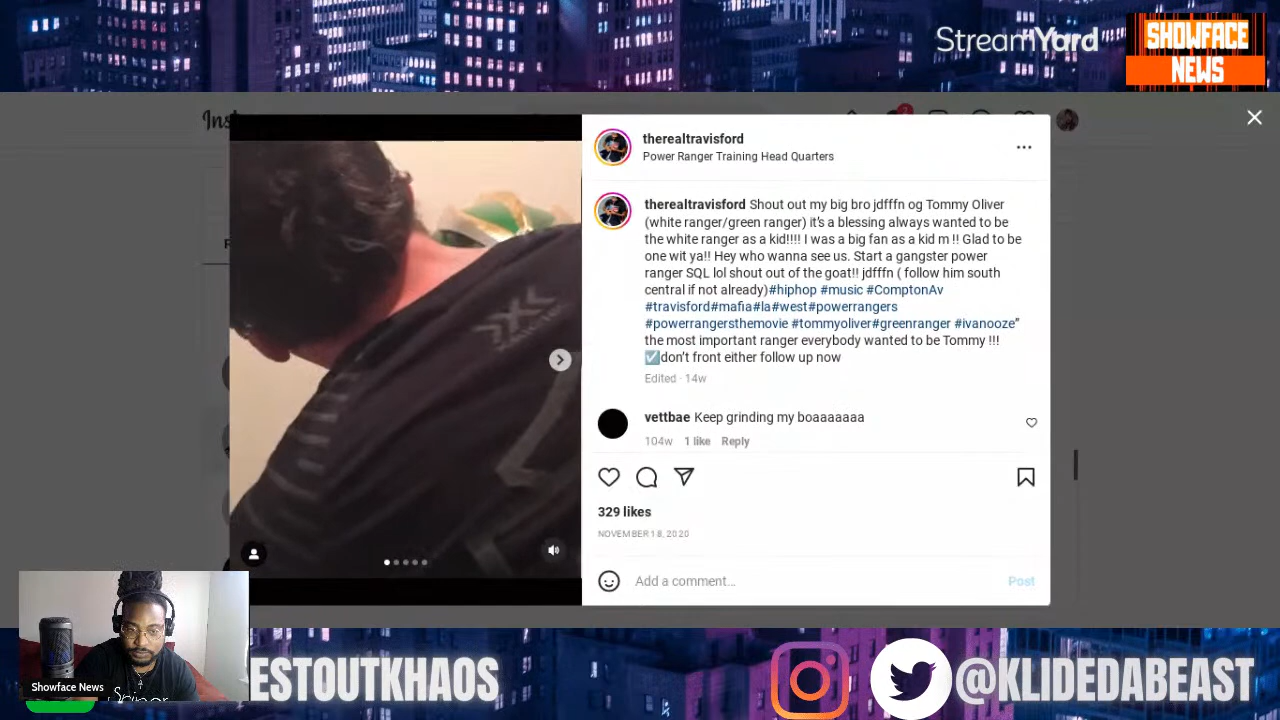 StreamYard
SHOWFACE
NEWS
Ins
therealtravisford
Power Ranger Training Head Quarters
therealtravisford Shout out my big bro jdfffn og Tommy Oliver
(white ranger/green ranger) it's a blessing always wanted to be
the white ranger as a kid!!!! I was a big fan as a kid m !! Glad to be
one wit ya!! Hey who wanna see us. Start a gangster power
ranger SQL lol shout out of the goat!! jdfffn ( follow him south
central if not already)#hiphop #music #ComptonAv
#travisford#mafia#la#west#powerrangers
#powerrangersthemovie #tommyoliver#greenranger #ivanooze”
the most important ranger everybody wanted to be Tommy !!!
☑️don't front either follow up now
Edited · 14w
vettbae Keep grinding my boaaaaaaa
104w 1 like Reply
329 likes
NOVEMBER 18, 2020
Add a comment... Post
Showface News
ESTOUTKHAOS
@KLIDEDABEAST